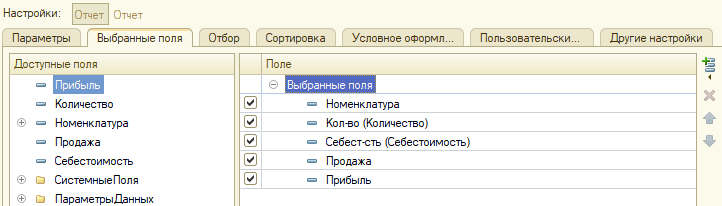 Настройки: Отчет Отчет
Параметры Выбранные поля Отбор Сортировка Условное оформл... Пользовательски... Другие настройки
Доступные поля
Прибыль
Количество
Номенклатура
Продажа
Себестоимость
СистемныеПоля
ПараметрыДанных
Поле
Выбранные поля
Номенклатура
Кол-во (Количество)
Себест-сть (Себестоимость)
Продажа
Прибыль